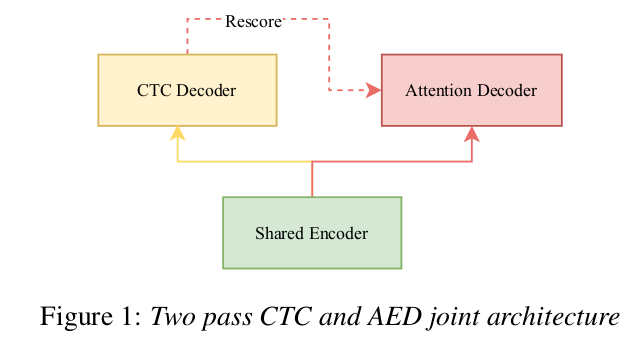 Rescore
CTC Decoder
Attention Decoder
Shared Encoder
Figure 1: Two pass CTC and AED joint architecture